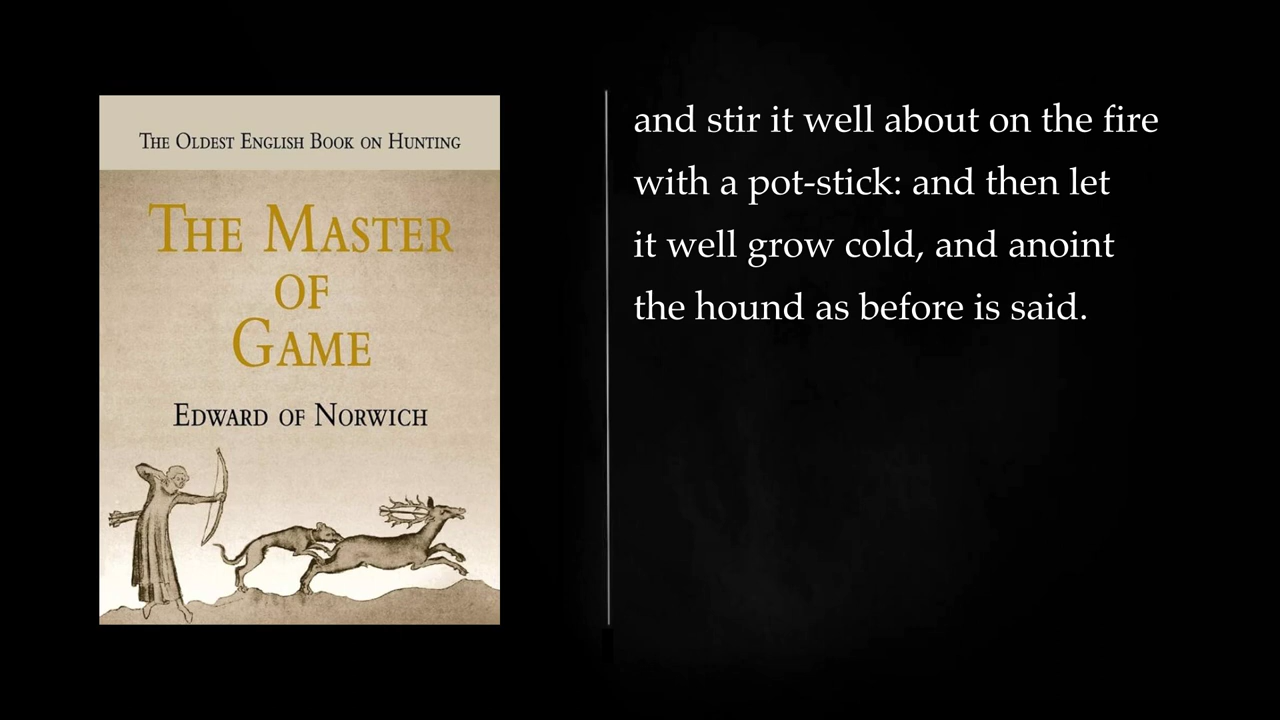 The Oldest English Book on Hunting
The Master
of
Game
Edward of Norwich
and stir it well about on the fire
with a pot-stick: and then let
it well grow cold, and anoint
the hound as before is said.